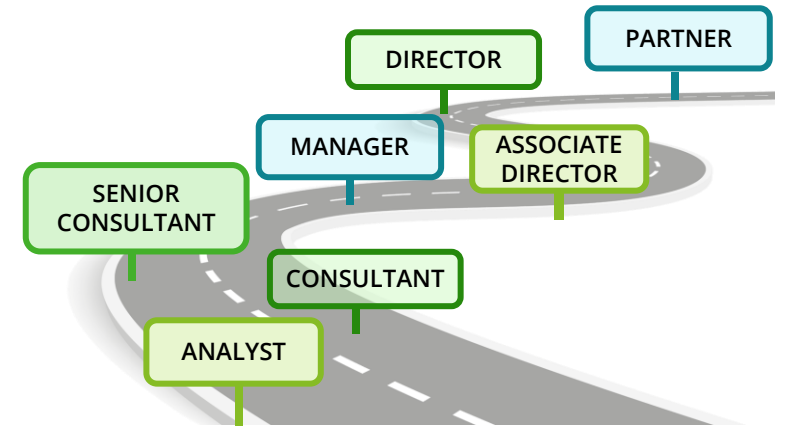 PARTNER
DIRECTOR
MANAGER
ASSOCIATE
DIRECTOR
SENIOR
CONSULTANT
CONSULTANT
ANALYST